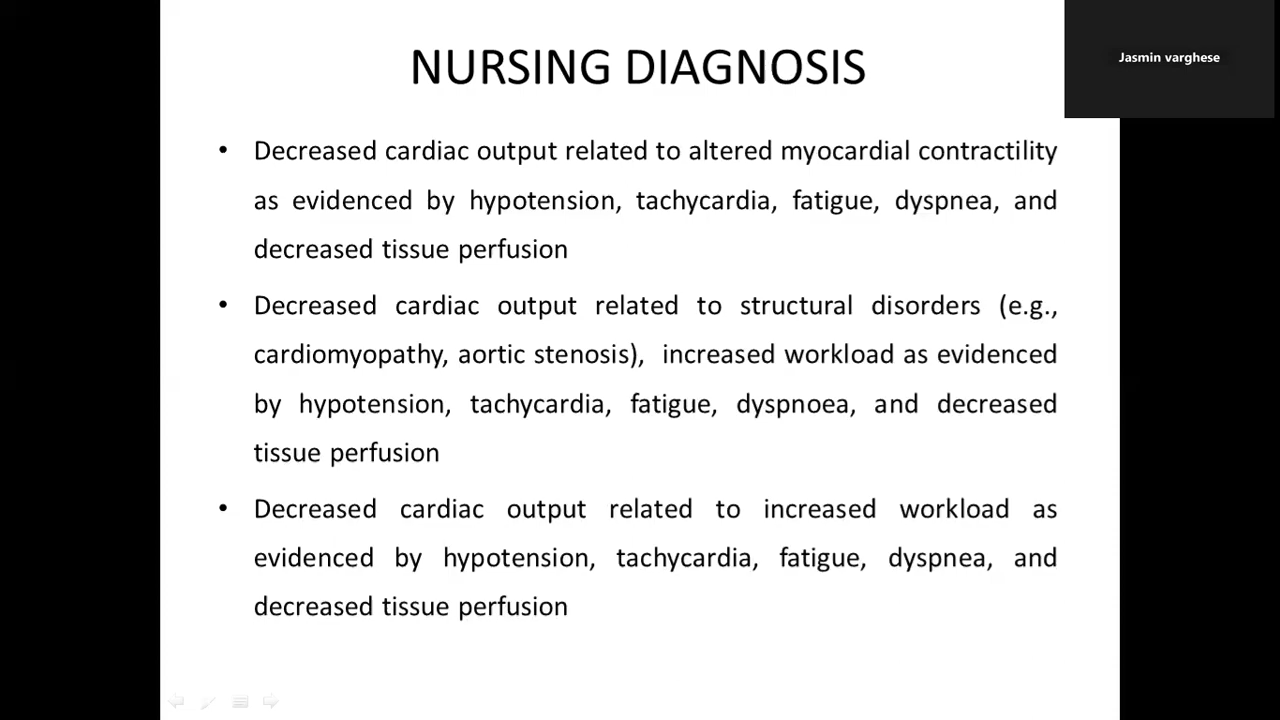 NURSING DIAGNOSIS
Jasmin varghese
• Decreased cardiac output related to altered myocardial contractility
as evidenced by hypotension, tachycardia, fatigue, dyspnea, and
decreased tissue perfusion
• Decreased cardiac output related to structural disorders (e.g.,
cardiomyopathy, aortic stenosis), increased workload as evidenced
by hypotension, tachycardia, fatigue, dyspnoea, and decreased
tissue perfusion
• Decreased cardiac output related to increased workload as
evidenced by hypotension, tachycardia, fatigue, dyspnea, and
decreased tissue perfusion